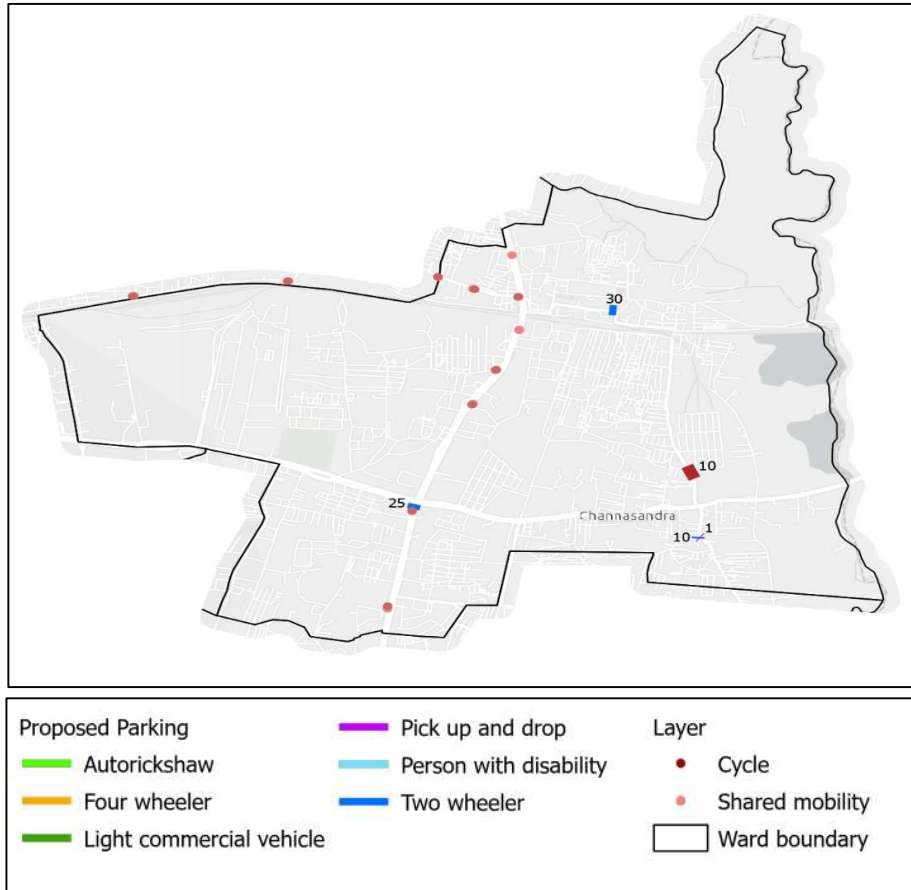 30
10
25
Channasandra
10
1
Proposed Parking
Autorickshaw
Four wheeler
Light commercial vehicle
Pick up and drop
Person with disability
Two wheeler
Layer
Cycle
Shared mobility
Ward boundary